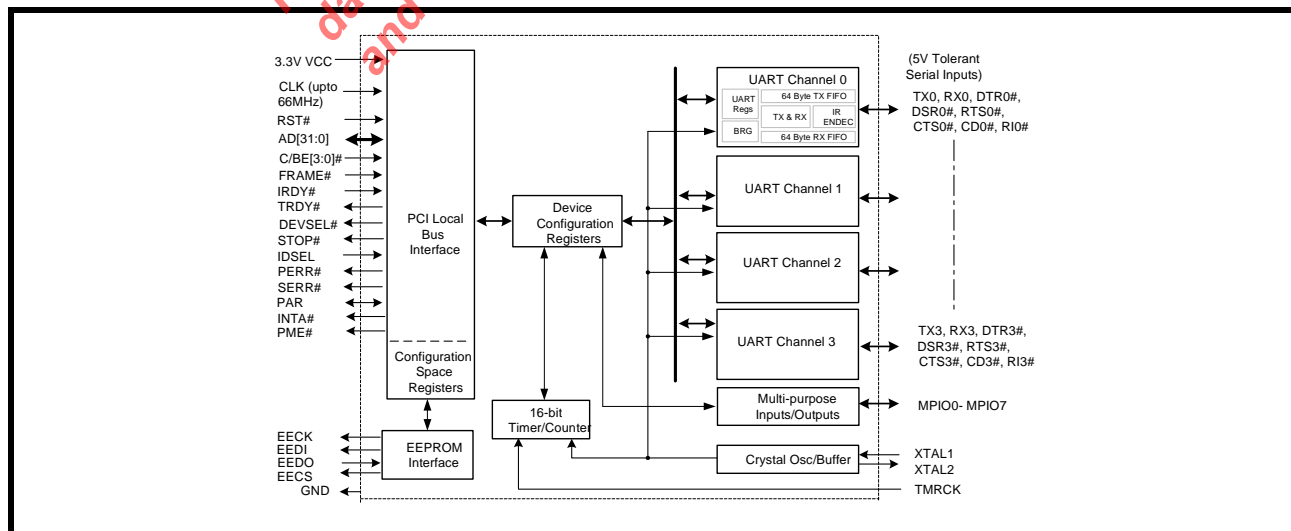 da
and
3.3V VCC
CLK (upto
66MHz)
RST#
AD[31:0]
C/BE[3:0]#
FRAME#
IRDY#
TRDY#
DEVSEL#
STOP#
IDSEL
PERR#
SERR#
PAR
INTA#
PME#
EECK
EEDI
EEDO
EECS
GND
PCI Local
Bus
Interface
Configuration
Space
Registers
EEPROM
Interface
Device
Configuration
Registers
16-bit
Timer/Counter
UART Channel 0
UART
Regs
64 Byte TX FIFO
TX & RX
IR
ENDEC
BRG
64 Byte RX FIFO
UART Channel 1
UART Channel 2
UART Channel 3
Multi-purpose
Inputs/Outputs
Crystal Osc/Buffer
(5V Tolerant
Serial Inputs)
TX0, RX0, DTR0#,
DSR0#, RTS0#,
CTS0#, CD0#, RI0#
TX3, RX3, DTR3#,
DSR3#, RTS3#,
CTS3#, CD3#, RI3#
MPIO0- MPIO7
XTAL1
XTAL2
TMRCK